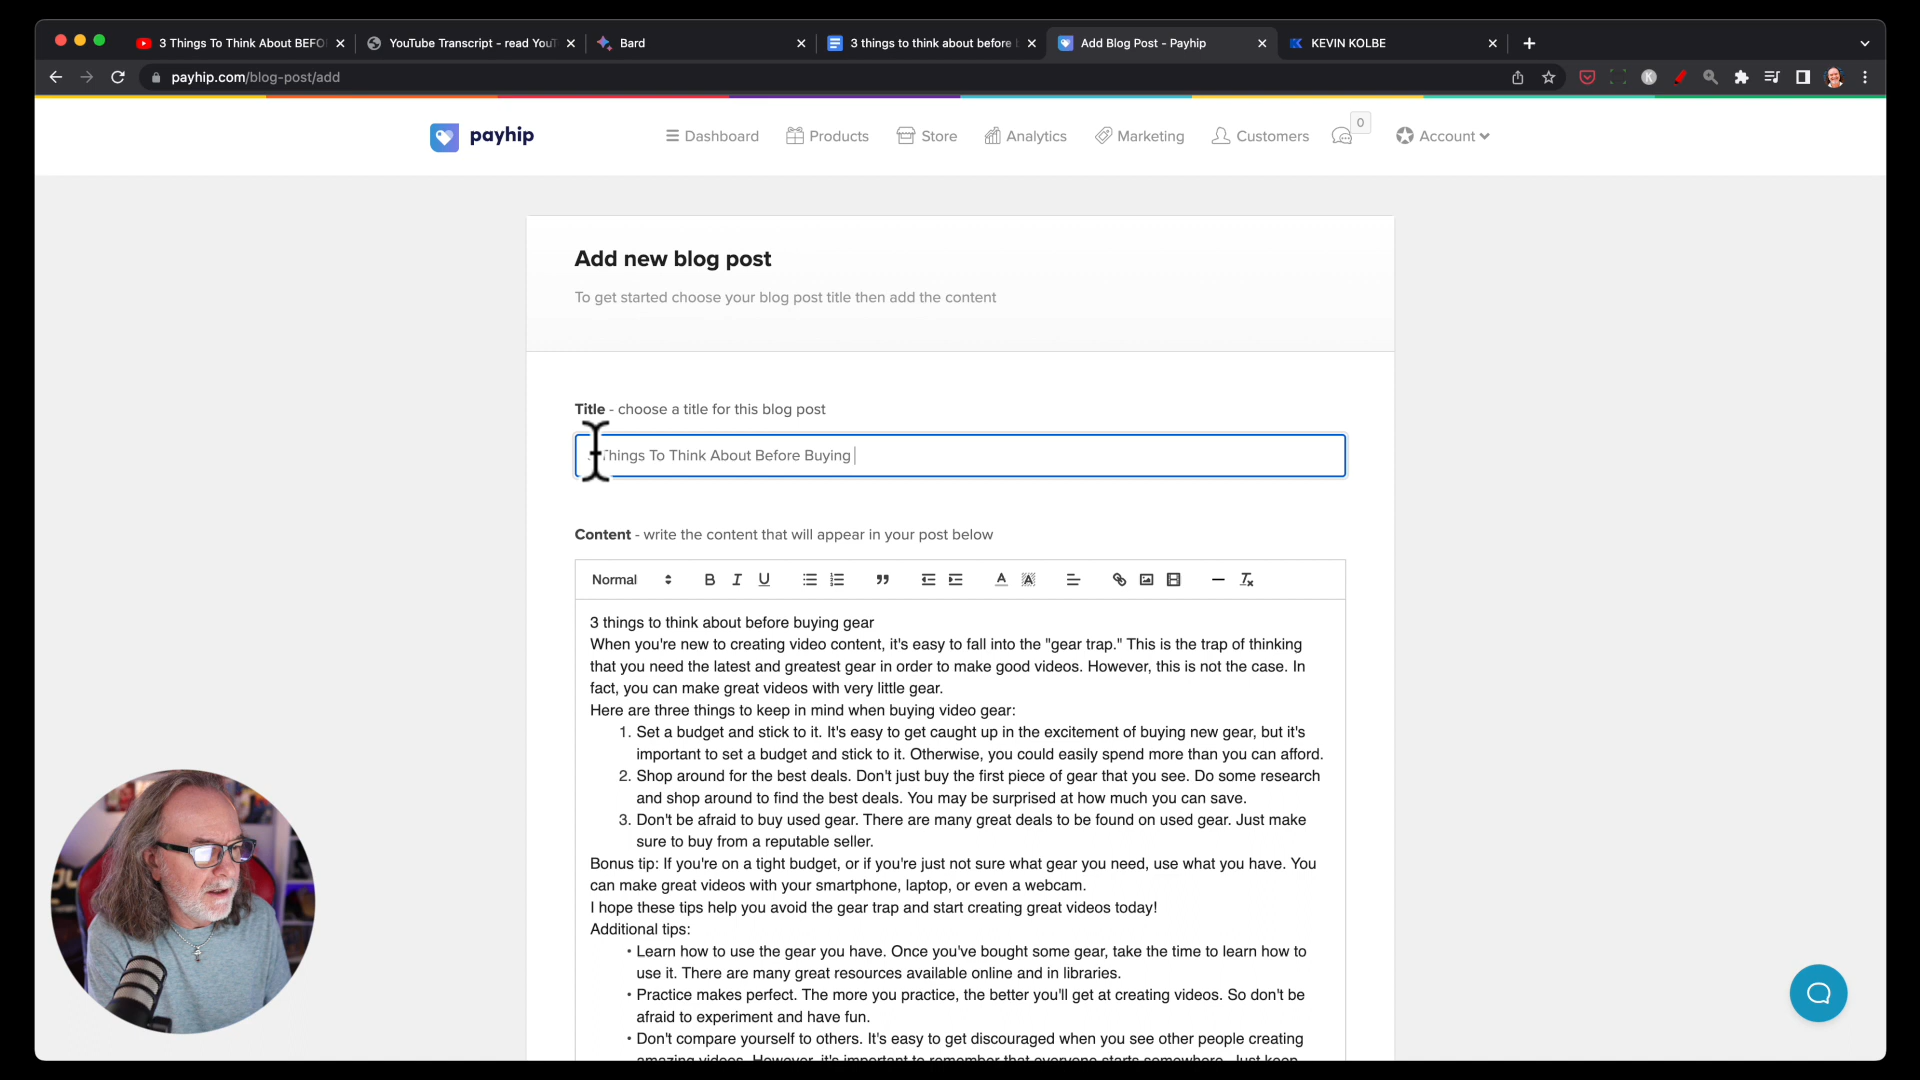 3 Things To Think About BEFO
YouTube Transcript - read You
Bard
3 things to think about before
Add Blog Post - Payhip
KEVIN KOLBE
payhip.com/blog-post/add
payhip
Dashboard
Products
Store
Analytics
Marketing
Customers
0
Account
Add new blog post
To get started choose your blog post title then add the content
Title - choose a title for this blog post
Things To Think About Before Buying
Content - write the content that will appear in your post below
Normal
3 things to think about before buying gear
When you're new to creating video content, it's easy to fall into the "gear trap." This is the trap of thinking
that you need the latest and greatest gear in order to make good videos. However, this is not the case. In
fact, you can make great videos with very little gear.
Here are three things to keep in mind when buying video gear:
1. Set a budget and stick to it. It's easy to get caught up in the excitement of buying new gear, but it's
important to set a budget and stick to it. Otherwise, you could easily spend more than you can afford.
2. Shop around for the best deals. Don't just buy the first piece of gear that you see. Do some research
and shop around to find the best deals. You may be surprised at how much you can save.
3. Don't be afraid to buy used gear. There are many great deals to be found on used gear. Just make
sure to buy from a reputable seller.
Bonus tip: If you're on a tight budget, or if you're just not sure what gear you need, use what you have. You
can make great videos with your smartphone, laptop, or even a webcam.
I hope these tips help you avoid the gear trap and start creating great videos today!
Additional tips:
• Learn how to use the gear you have. Once you've bought some gear, take the time to learn how to
use it. There are many great resources available online and in libraries.
• Practice makes perfect. The more you practice, the better you'll get at creating videos. So don't be
afraid to experiment and have fun.
• Don't compare yourself to others. It's easy to get discouraged when you see other people creating
amazing videos. However, it's important to remember that everyone starts somewhere. Just keep